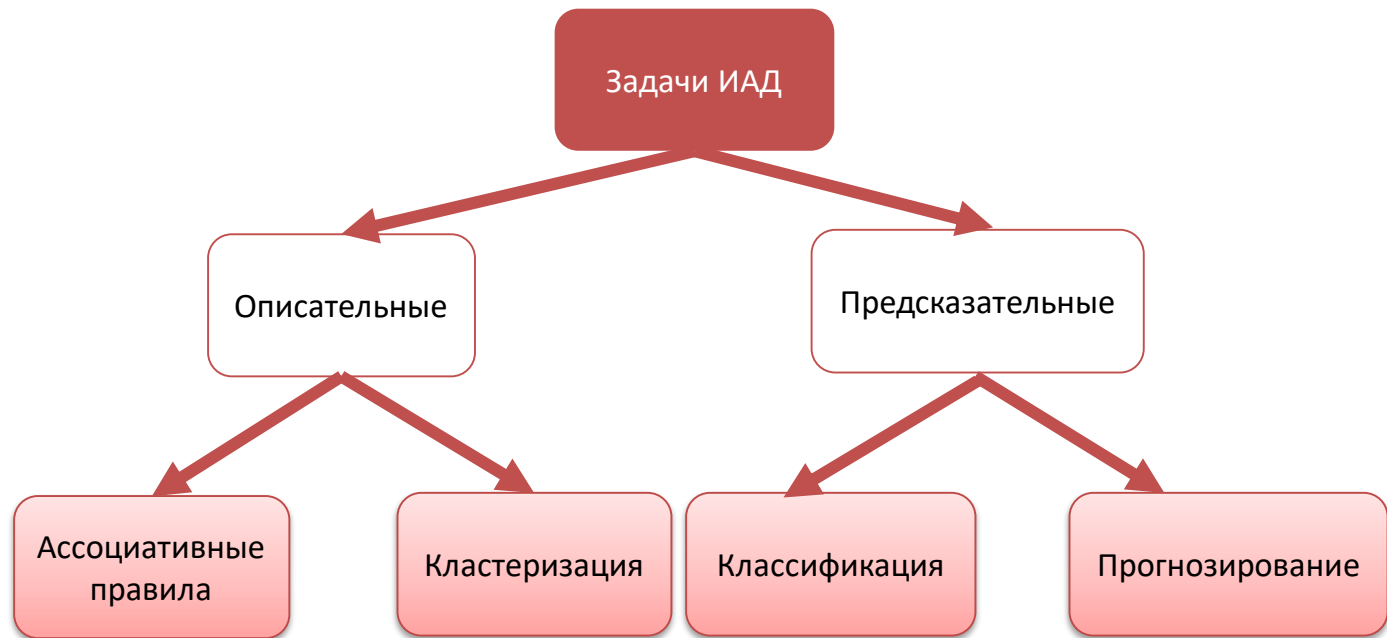 Задачи ИАД
Описательные
Предсказательные
Ассоциативные
правила
Кластеризация
Классификация
Прогнозирование